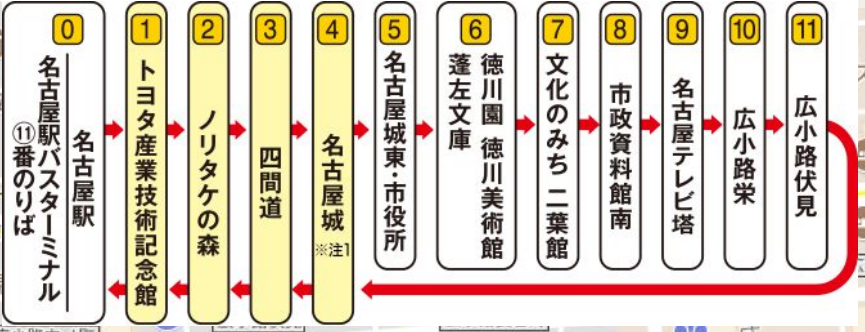 0
名古屋駅
名古屋駅バスターミナル
⑪番のりば
1
トヨタ産業技術記念館
2
ノリタケの森
3
四間道
4
名古屋城
※注1
5
名古屋城東・市役所
6
徳川園 徳川美術館
蓬左文庫
7
文化のみち 二葉館
8
市政資料館南
9
名古屋テレビ塔
10
広小路栄
11
広小路伏見